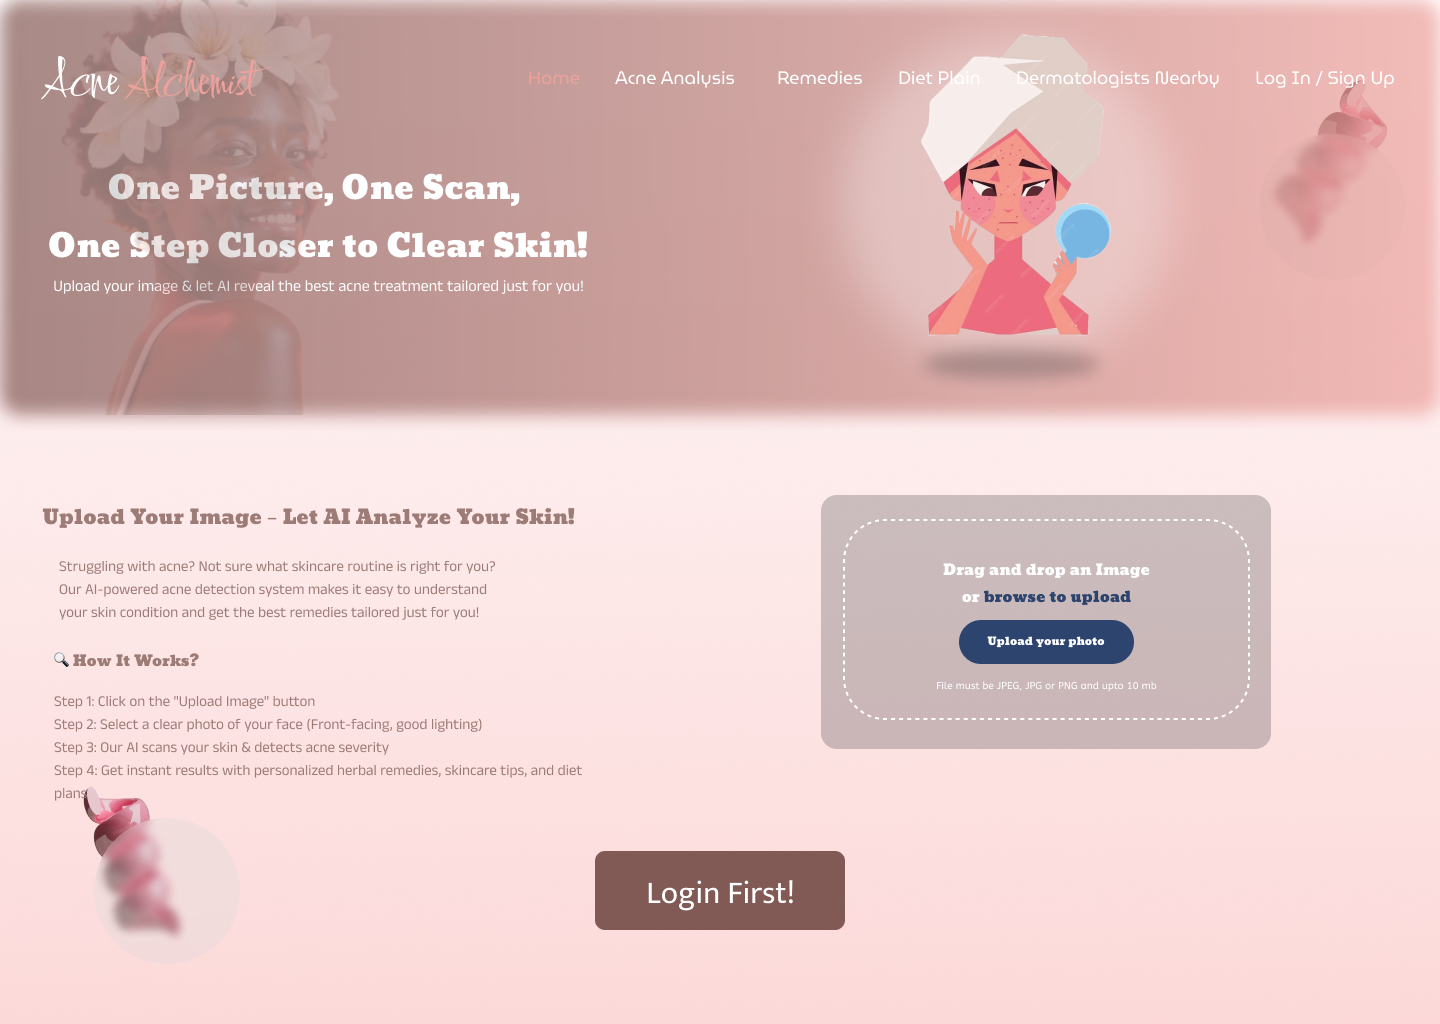 Acne Alchemist
Home
Acne Analysis
Remedies
Diet Plain
Dermatologists Nearby
Log In / Sign Up
One Picture, One Scan,
One Step Closer to Clear Skin!
Upload your image & let AI reveal the best acne treatment tailored just for you!
Upload Your Image – Let AI Analyze Your Skin!
Struggling with acne? Not sure what skincare routine is right for you?
Our AI-powered acne detection system makes it easy to understand
your skin condition and get the best remedies tailored just for you!
🔍 How It Works?
Step 1: Click on the "Upload Image" button
Step 2: Select a clear photo of your face (Front-facing, good lighting)
Step 3: Our AI scans your skin & detects acne severity
Step 4: Get instant results with personalized herbal remedies, skincare tips, and diet
plans
Drag and drop an Image
or browse to upload
Upload your photo
File must be JPEG, JPG or PNG and upto 10 mb
Login First!